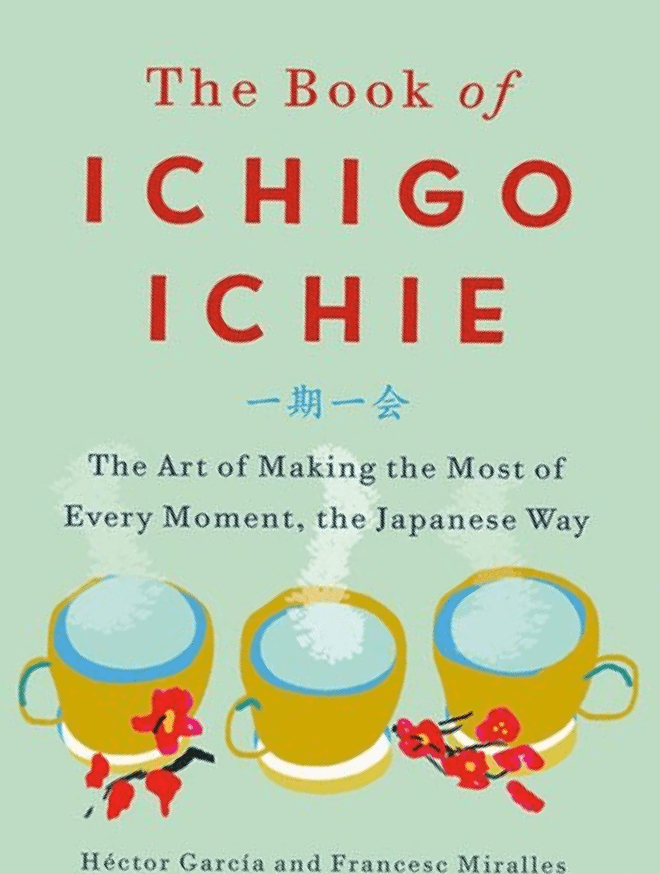 The Book of
ICHIGO
ICHIE
一期一会
The Art of Making the Most of
Every Moment, the Japanese Way
Héctor García and Francesc Miralles